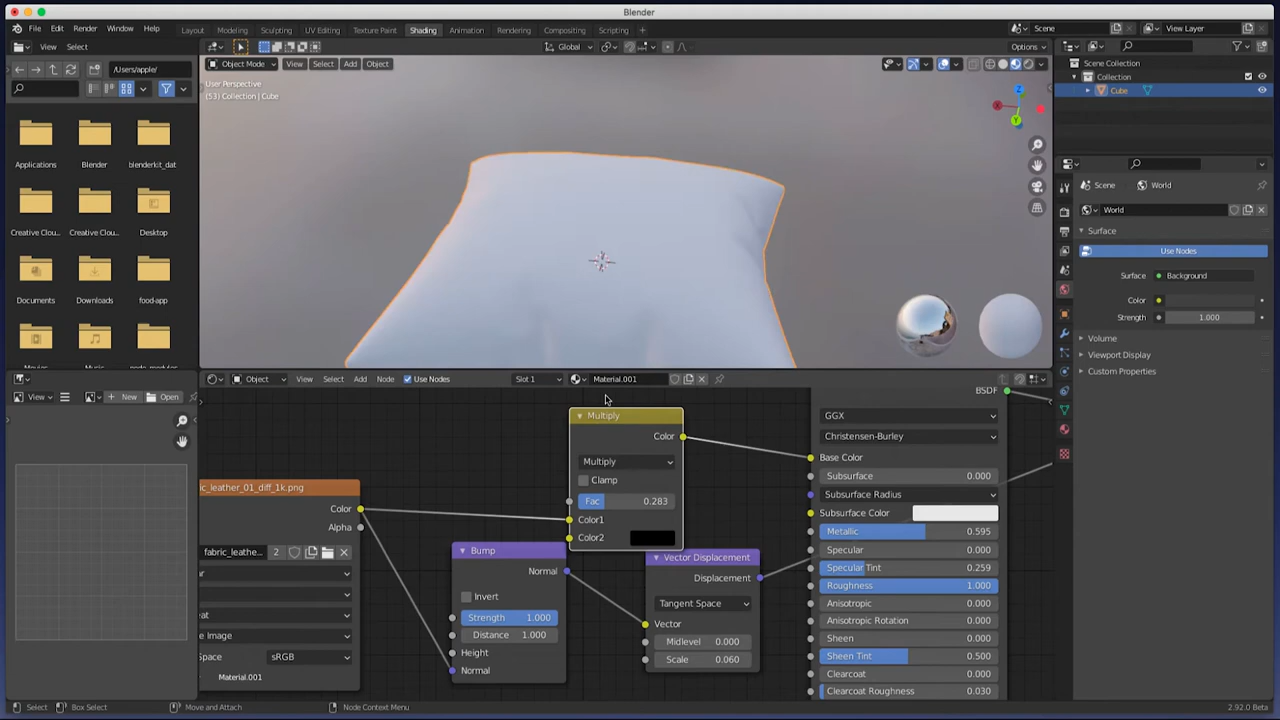 Blender
File Edit Render Window Help
Layout Modeling Sculpting UV Editing Texture Paint Shading Animation Rendering Compositing Scripting +
Scene View Layer
View Select
Global
Options
/Users/apple/
Object Mode View Select Add Object
User Perspective
(53) Collection | Cube
Z
Y
Scene Collection
Collection
Cube
Applications Blender blenderkit_dat
Creative Clou... Creative Clou... Desktop
Documents Downloads food-app
Movies Music node_modules
Scene World
World
Surface
Use Nodes
Surface Background
Color
Strength 1.000
Volume
Viewport Display
Custom Properties
View New Open
Object View Select Add Node Use Nodes Slot 1 Material.001
Multiply
Color
Multiply
Clamp
Fac 0.283
Color1
Color2
ic_leather_01_diff_1k.png
Color
Alpha
fabric_leathe... 2
ar
eat
e Image
Space sRGB
Material.001
Bump
Normal
Invert
Strength 1.000
Distance 1.000
Height
Normal
Vector Displacement
Displacement
Tangent Space
Vector
Midlevel 0.000
Scale 0.060
BSDF
GGX
Christensen-Burley
Base Color
Subsurface 0.000
Subsurface Radius
Subsurface Color
Metallic 0.595
Specular 0.000
Specular Tint 0.259
Roughness 1.000
Anisotropic 0.000
Anisotropic Rotation 0.000
Sheen 0.000
Sheen Tint 0.500
Clearcoat 0.000
Clearcoat Roughness 0.030
Select Box Select Move and Attach Node Context Menu 2.92.0 Beta